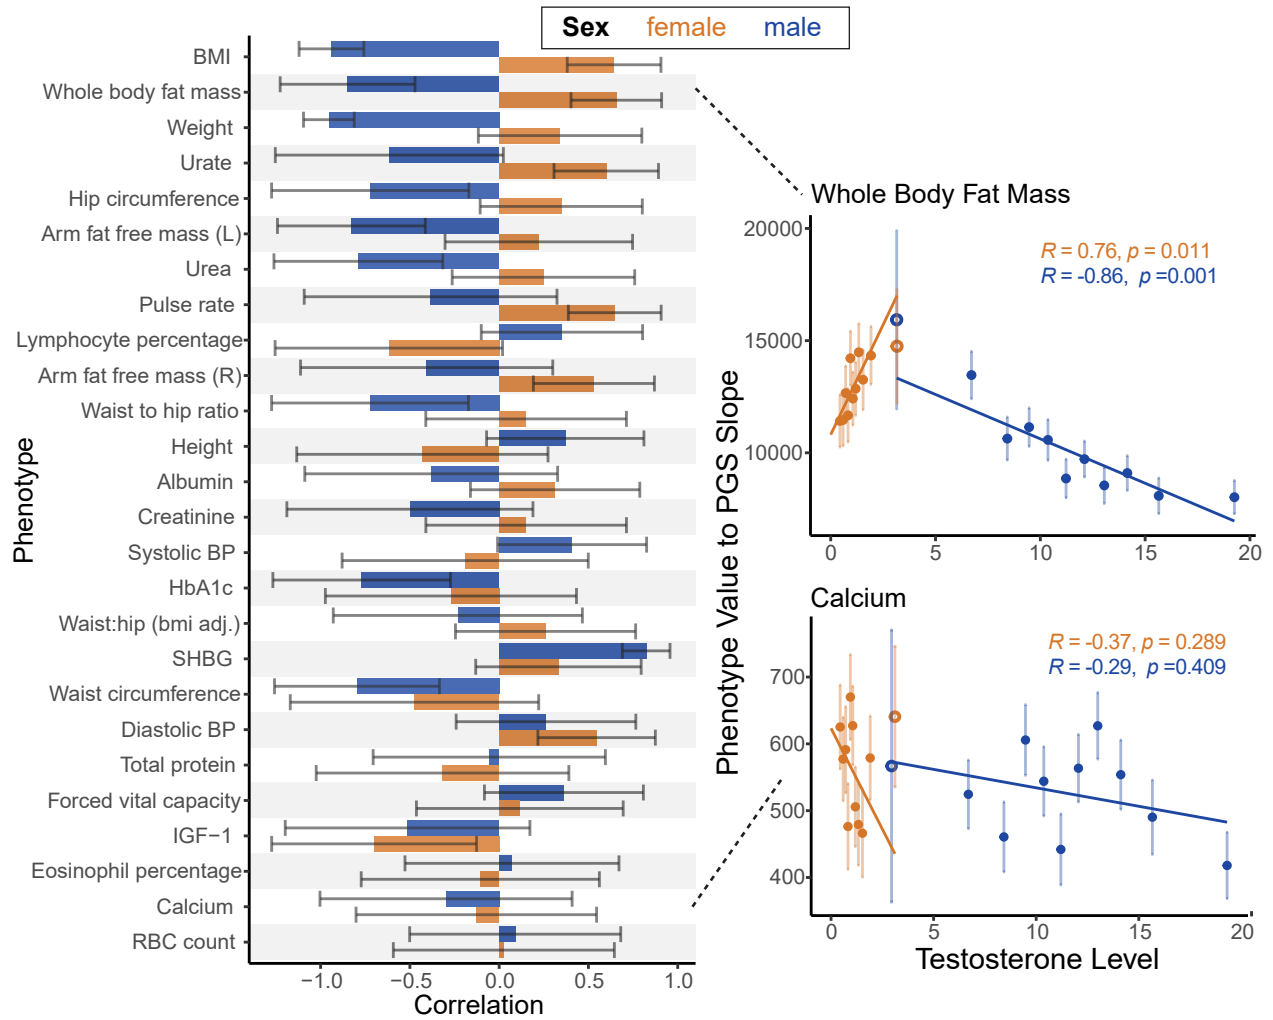 Sex female male
BMI
Whole body fat mass
Weight
Urate
Hip circumference
Arm fat free mass (L)
Urea
Pulse rate
Lymphocyte percentage
Arm fat free mass (R)
Waist to hip ratio
Height
Albumin
Creatinine
Systolic BP
HbA1c
Waist:hip (bmi adj.)
SHBG
Waist circumference
Diastolic BP
Total protein
Forced vital capacity
IGF−1
Eosinophil percentage
Calcium
RBC count
Phenotype
−1.0 −0.5 0.0 0.5 1.0
Correlation
Whole Body Fat Mass
R = 0.76, p = 0.011
R = -0.86, p =0.001
20000
15000
10000
0 5 10 15 20
Phenotype Value to PGS Slope
Calcium
R = -0.37, p = 0.289
R = -0.29, p =0.409
700
600
500
400
0 5 10 15 20
Testosterone Level